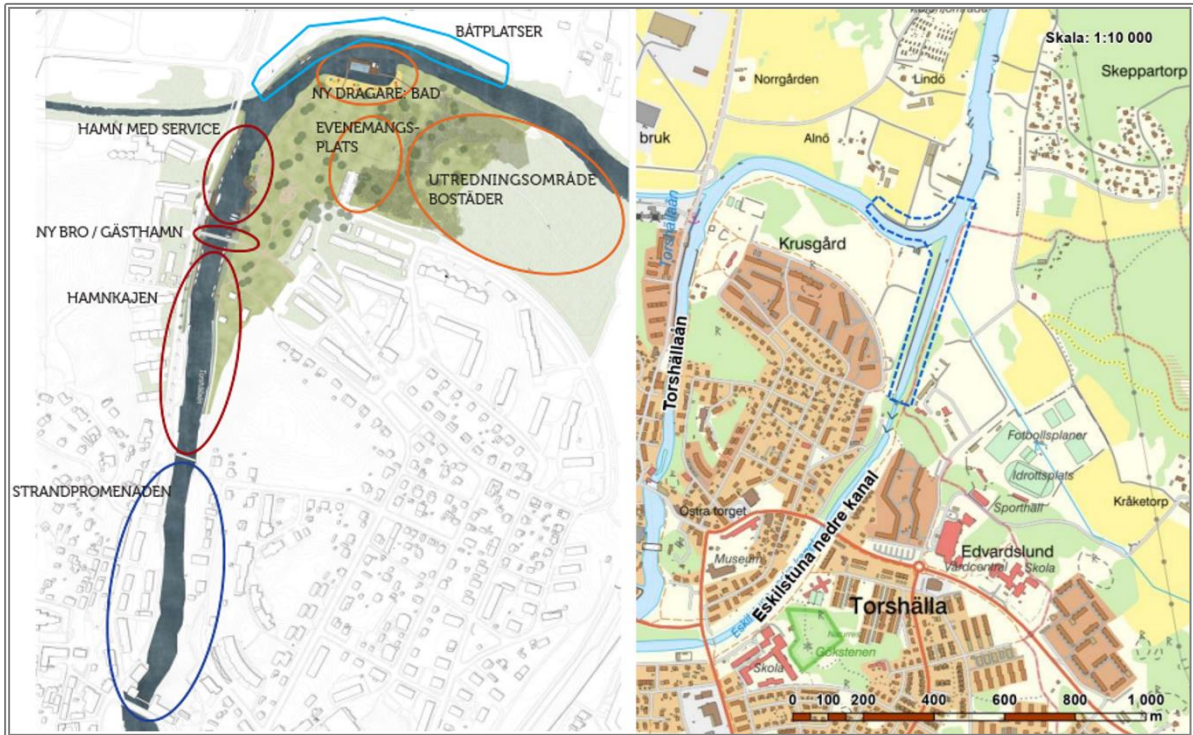 BÅTPLATSER
NY DRAGARE: BAD
HAMN MED SERVICE
EVENEMANGS-
PLATS
UTREDNINGSOMRÅDE
BOSTÄDER
NY BRO / GÄSTHAMN
HAMNKAJEN
Torshällaån
STRANDPROMENADEN
Skala: 1:10 000
Norrgården
Lindö
Skeppartorp
bruk
Alnö
Torshällaån
Krusgård
Torshällaån
Fotbollsplaner
Idrottsplats
Kråketorp
Östra torget
Sporthall
Museum
Eskilstuna nedre kanal
Edvardslund
Vårdcentral
Skola
Torshälla
Naturres
Gökstenen
Skola
0 100 200 400 600 800 1,000
m